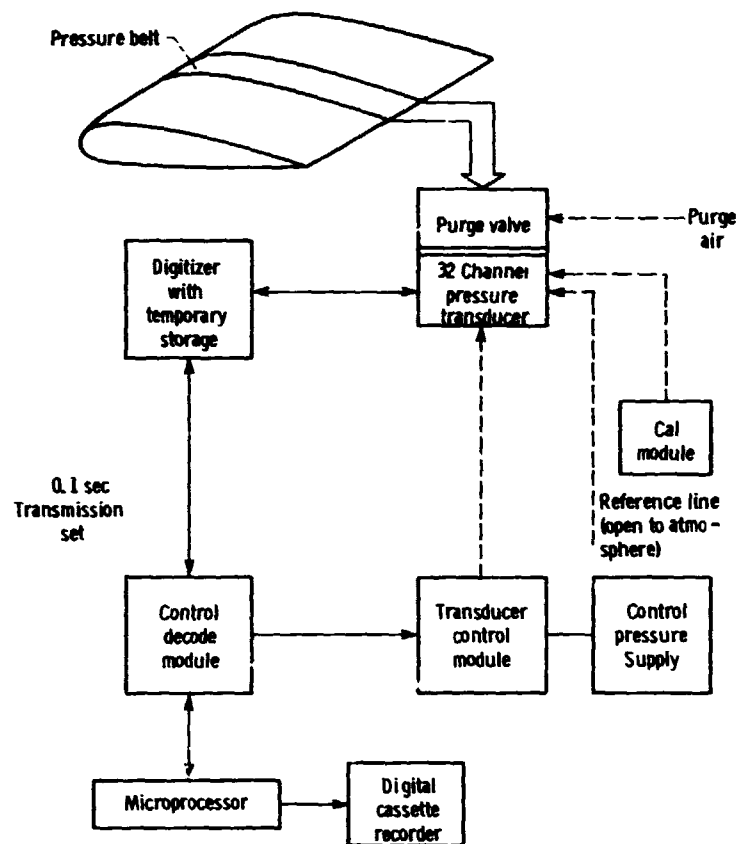 Pressure belt
Purge valve
Purge
air
32 Channel
pressure
transducer
Digitizer
with
temporary
storage
Cal
module
0.1 sec
Transmission
set
Reference line
(open to atmo-
sphere)
Control
decode
module
Transducer
control
module
Control
pressure
Supply
Microprocessor
Digital
cassette
recorder